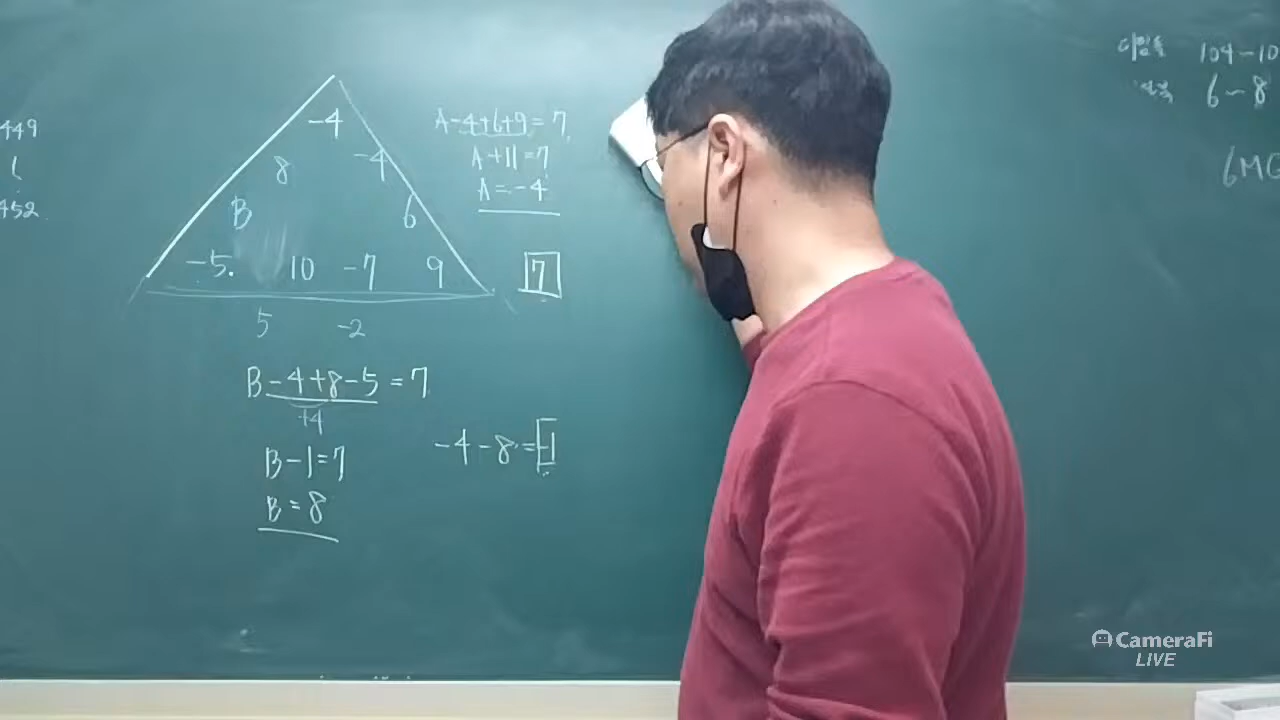 449
452
-4
8
-4
B
6
-5. 10 -7 9
5 -2
A-4+6+9=7
A+11=7
A=-4
7
B-4+8-5=7
+4
B-1=7
B=8
-4-8=-1
104-10
6-8
6MG
CameraFi
LIVE